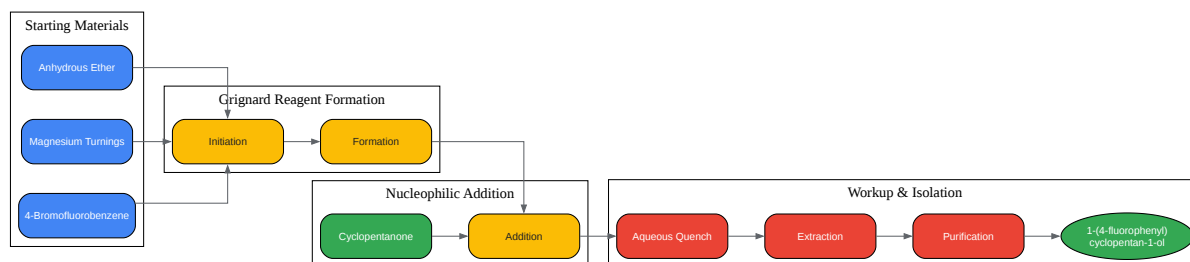 Starting Materials
Anhydrous Ether
Magnesium Turnings
4-Bromofluorobenzene
Grignard Reagent Formation
Initiation
Formation
Nucleophilic Addition
Cyclopentanone
Addition
Workup & Isolation
Aqueous Quench
Extraction
Purification
1-(4-fluorophenyl)
cyclopentan-1-ol